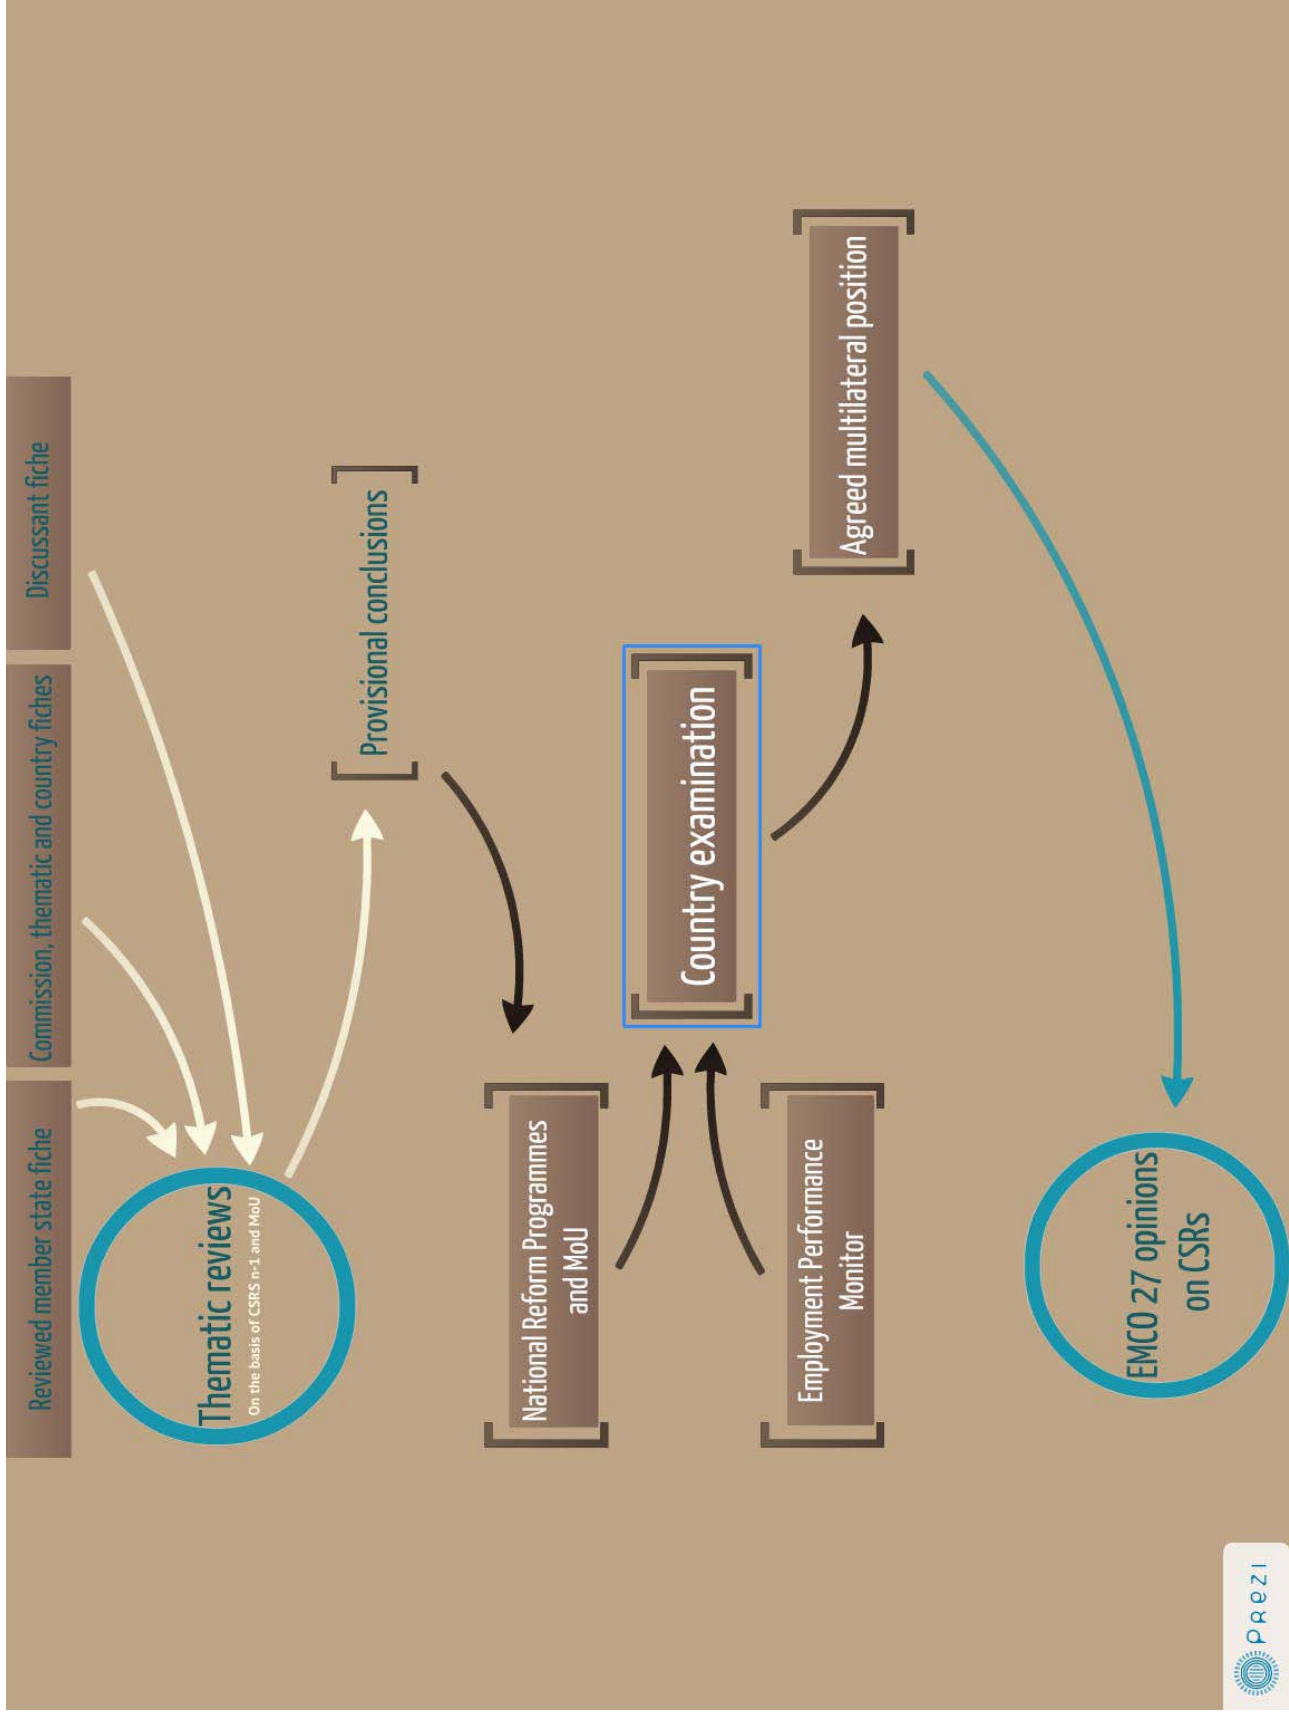 Reviewed member state fiche
Commission, thematic and country fiches
Discussant fiche
Thematic reviews
On the basis of CSRS n-1 and MoU
Provisional conclusions
National Reform Programmes
and MoU
Country examination
Employment Performance
Monitor
Agreed multilateral position
EMCO 27 opinions
on CSRs
Prezi